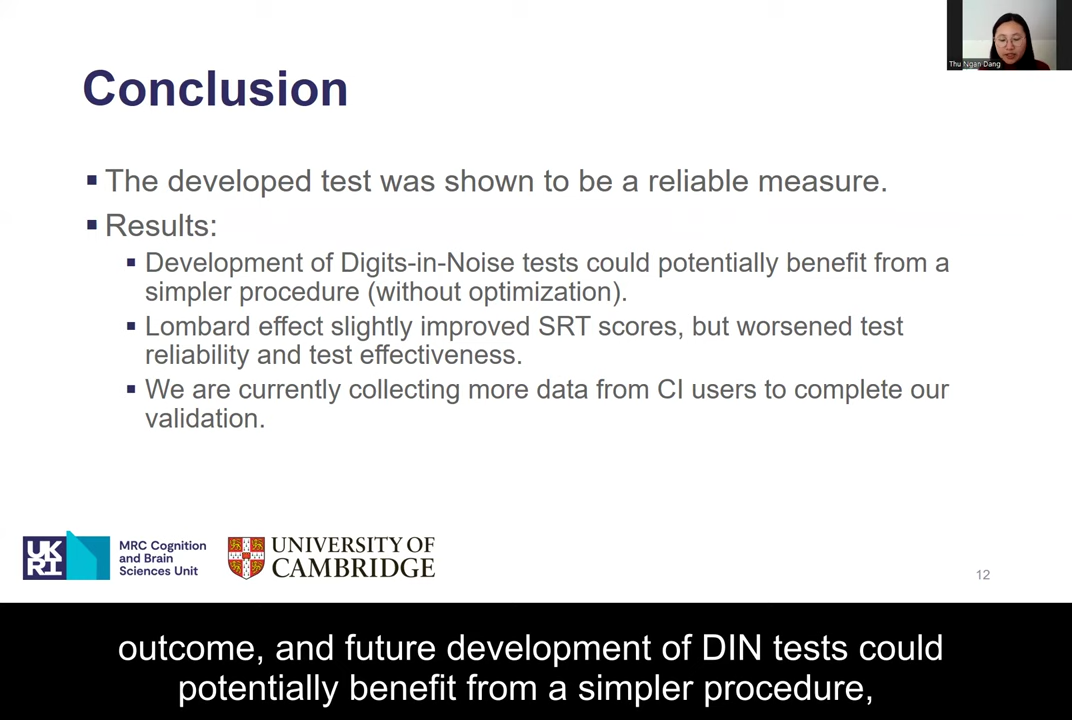 Thu Ngan Dang
Conclusion
▪ The developed test was shown to be a reliable measure.
▪ Results:
▪ Development of Digits-in-Noise tests could potentially benefit from a
simpler procedure (without optimization).
▪ Lombard effect slightly improved SRT scores, but worsened test
reliability and test effectiveness.
▪ We are currently collecting more data from CI users to complete our
validation.
UK
RI
MRC Cognition
and Brain
Sciences Unit
UNIVERSITY OF
CAMBRIDGE
12
outcome, and future development of DIN tests could
potentially benefit from a simpler procedure,